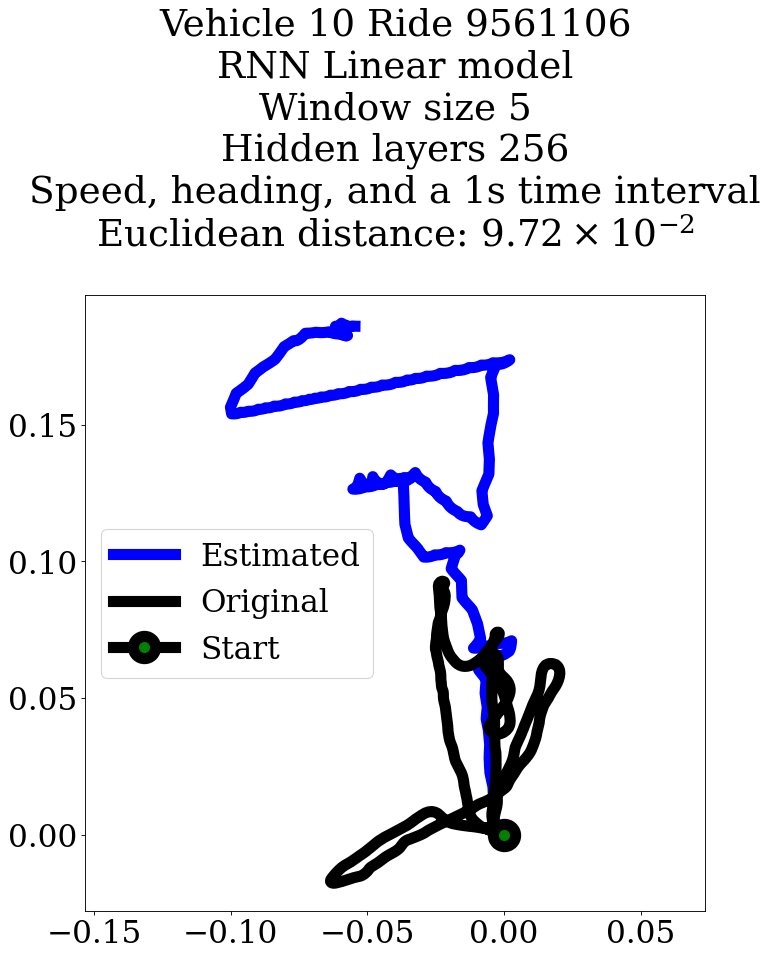 Vehicle 10 Ride 9561106
RNN Linear model
Window size 5
Hidden layers 256
Speed, heading, and a 1s time interval
Euclidean distance: 9.72 × 10⁻²
0.15
0.10
0.05
0.00
Estimated
Original
Start
−0.15 −0.10 −0.05 0.00 0.05